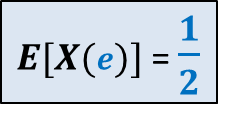 E[X(e)] = 1/2